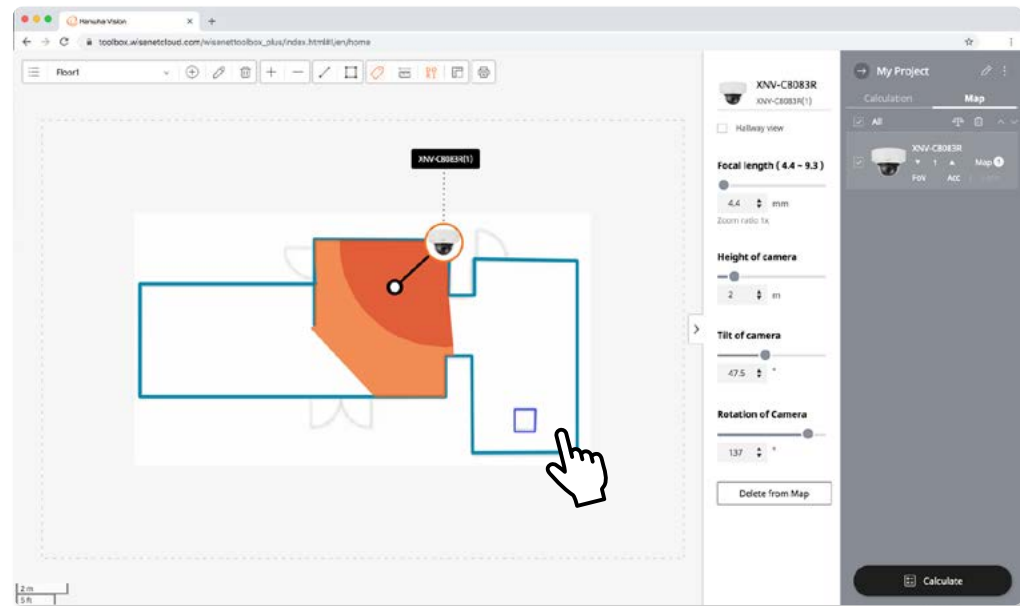 Hanwha Vision
toolbox.wisenetcloud.com/wisenettoolbox_plus/index.html#/en/home
Floor1
XNV-C8083R(1)
XNV-C8083R
XNV-C8083R(1)
Hallway view
Focal length ( 4.4 ~ 9.3 )
4.4 mm
Zoom ratio 1x
Height of camera
2 m
Tilt of camera
47.5 °
Rotation of Camera
137 °
Delete from Map
My Project
Calculation Map
All
XNV-C8083R
1 Map 1
FoV Acc
Calculate
2 m
5 ft